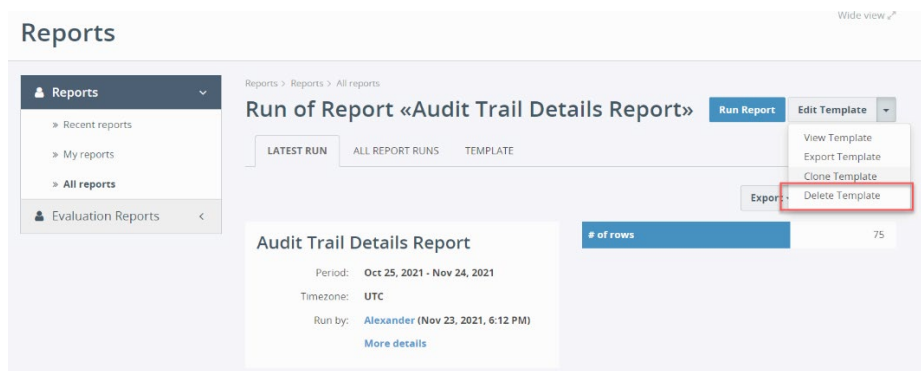 Wide view
Reports
Reports
» Recent reports
» My reports
» All reports
Evaluation Reports
Reports > Reports > All reports
Run of Report «Audit Trail Details Report»
Run Report
Edit Template
View Template
Export Template
Clone Template
Delete Template
LATEST RUN
ALL REPORT RUNS
TEMPLATE
Export
Audit Trail Details Report
Period: Oct 25, 2021 - Nov 24, 2021
Timezone: UTC
Run by: Alexander (Nov 23, 2021, 6:12 PM)
More details
# of rows 75